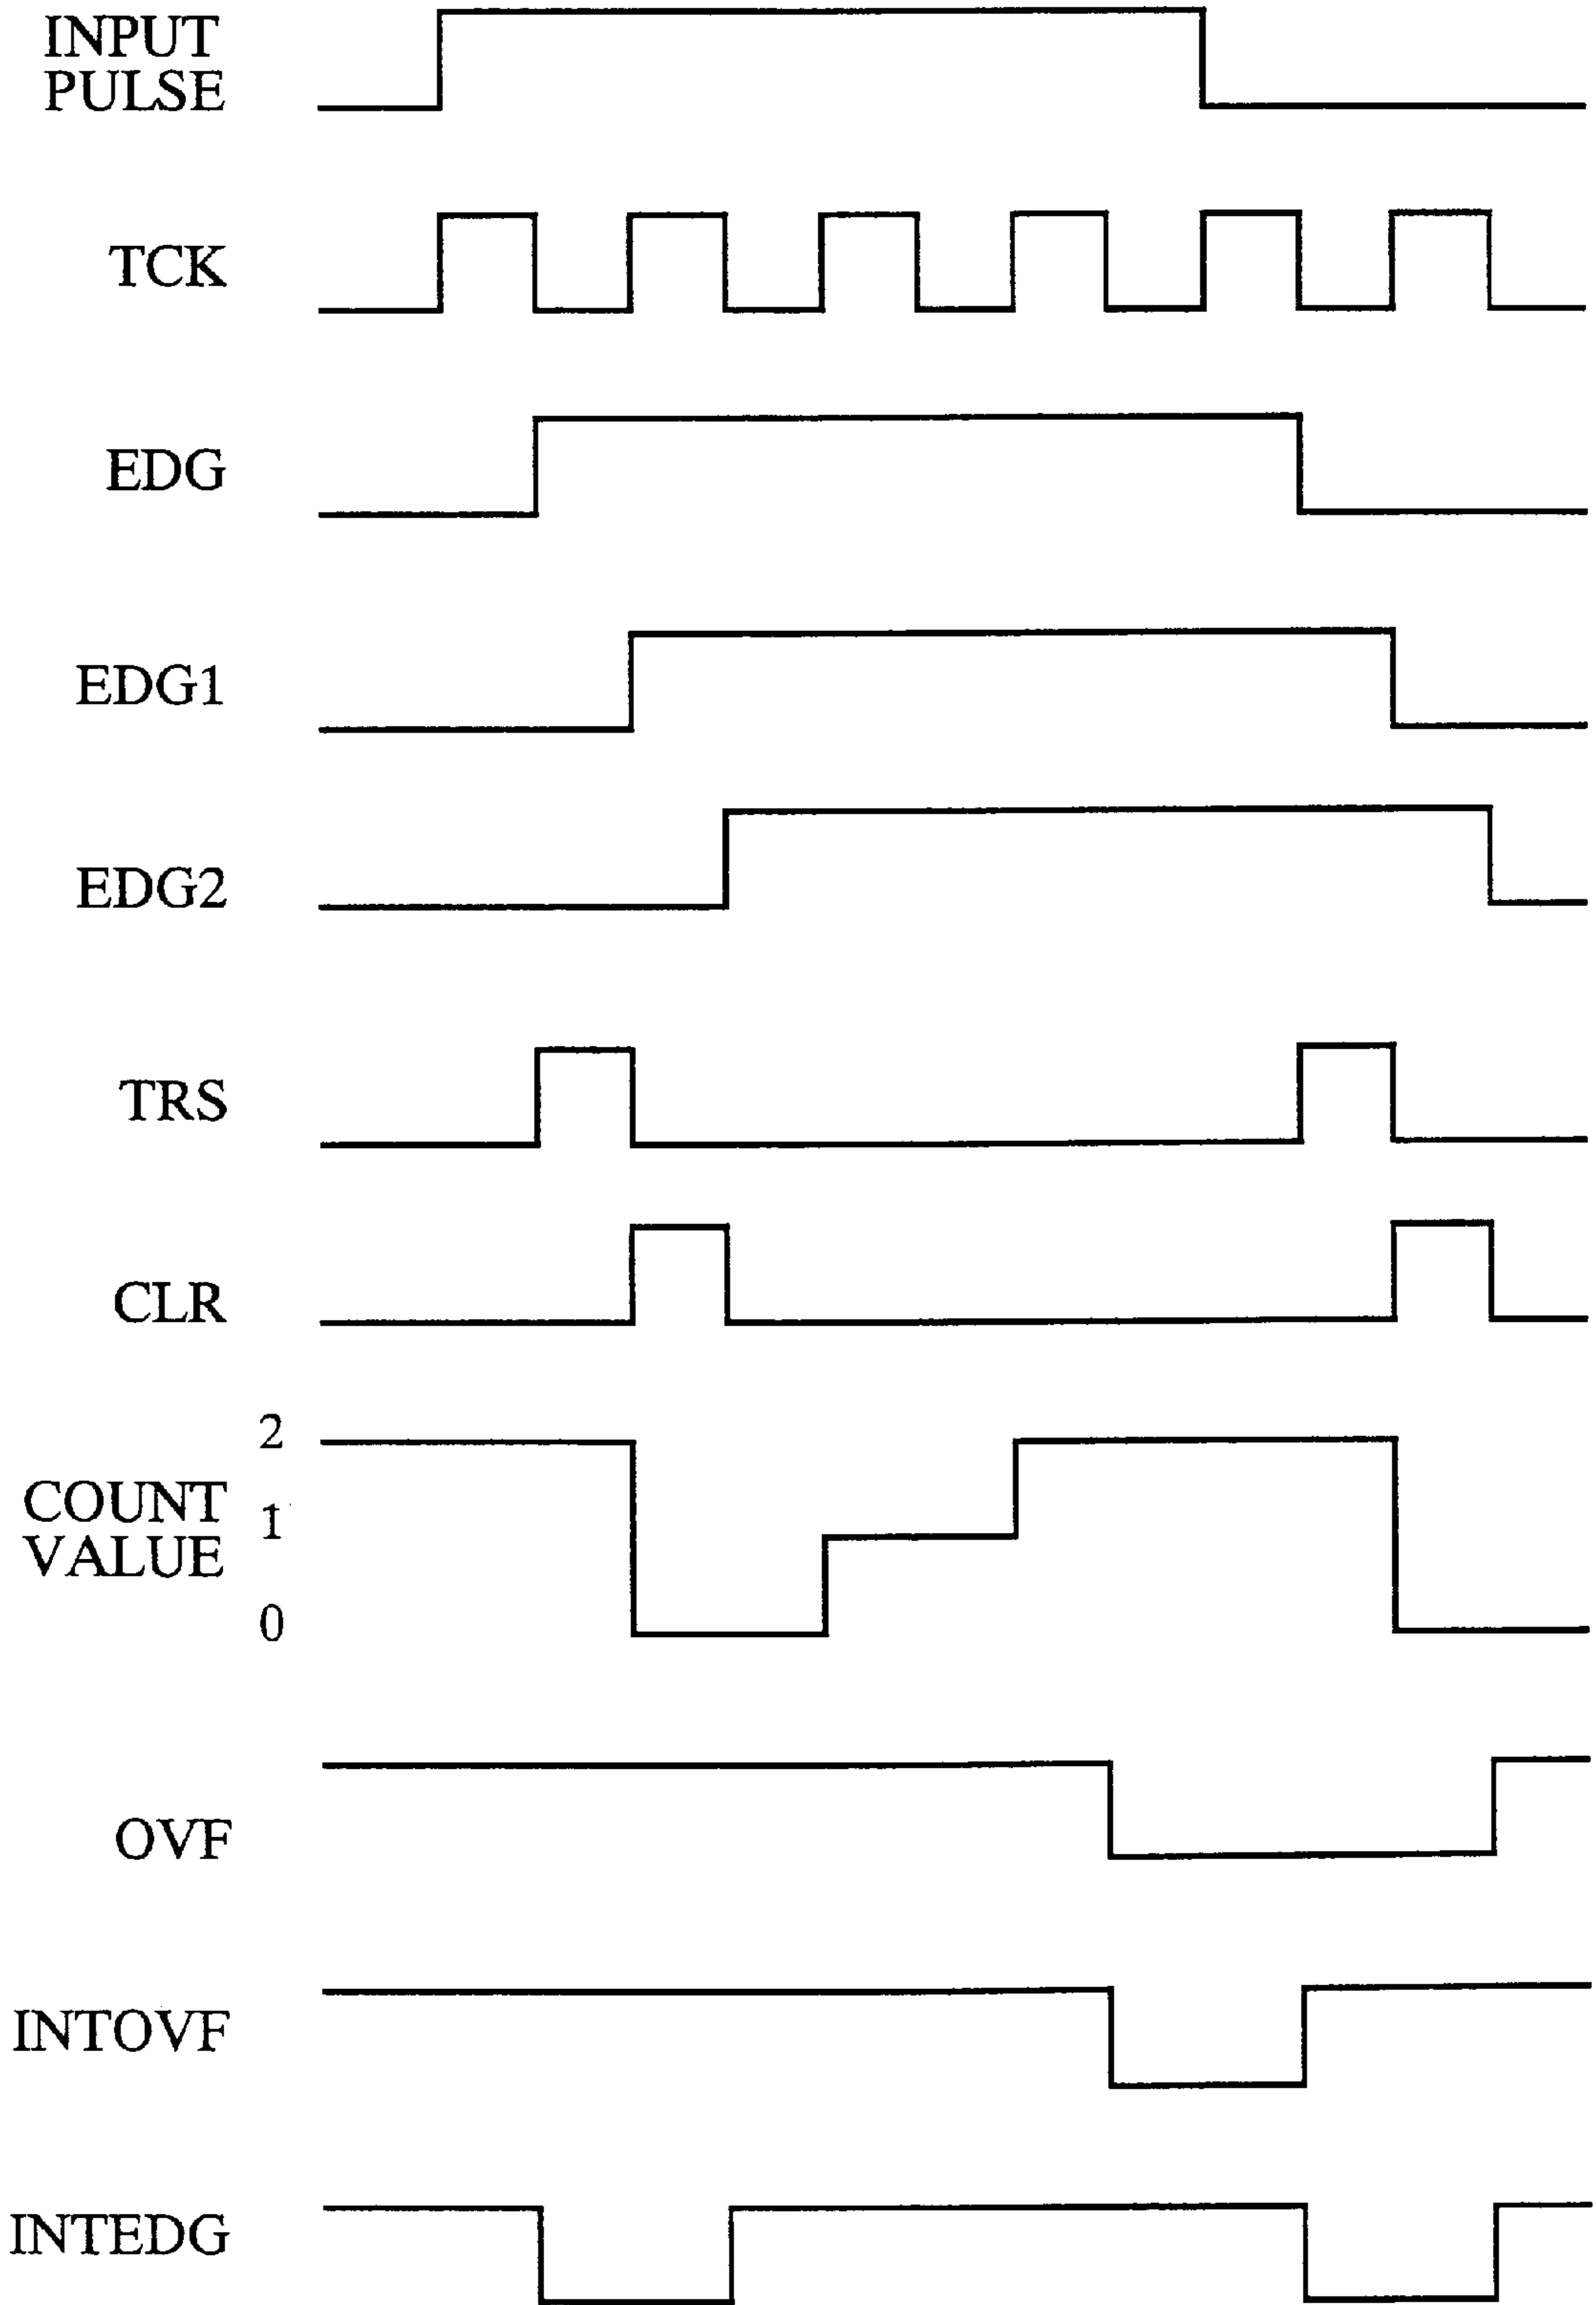 INPUT
PULSE
TCK
EDG
EDG1
EDG2
TRS
CLR
2
COUNT
1
VALUE
0
OVF
INTOVF
INTEDG